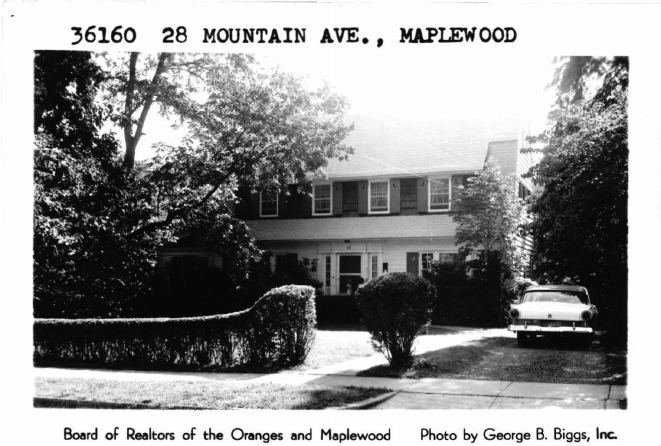 36160 28 MOUNTAIN AVE., MAPLEWOOD
Board of Realtors of the Oranges and Maplewood Photo by George B. Biggs, Inc.